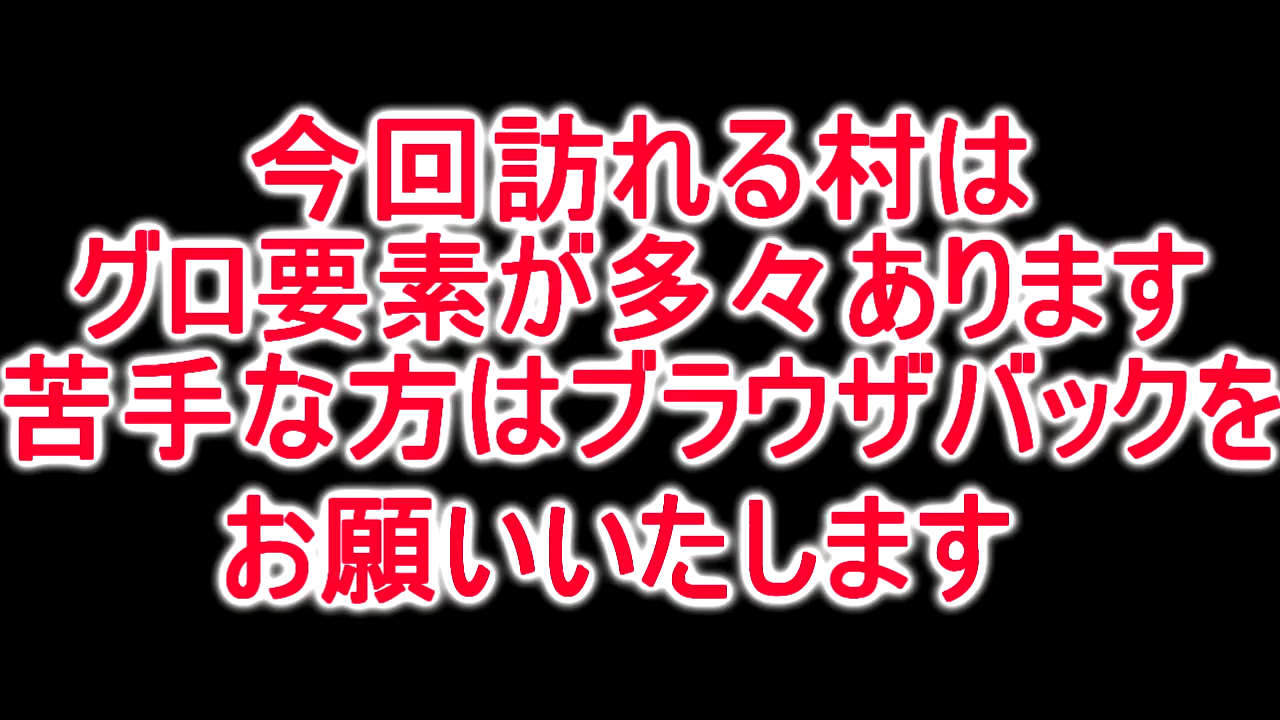 今回訪れる村は
グロ要素が多々あります
苦手な方はブラウザバックを
お願いいたします